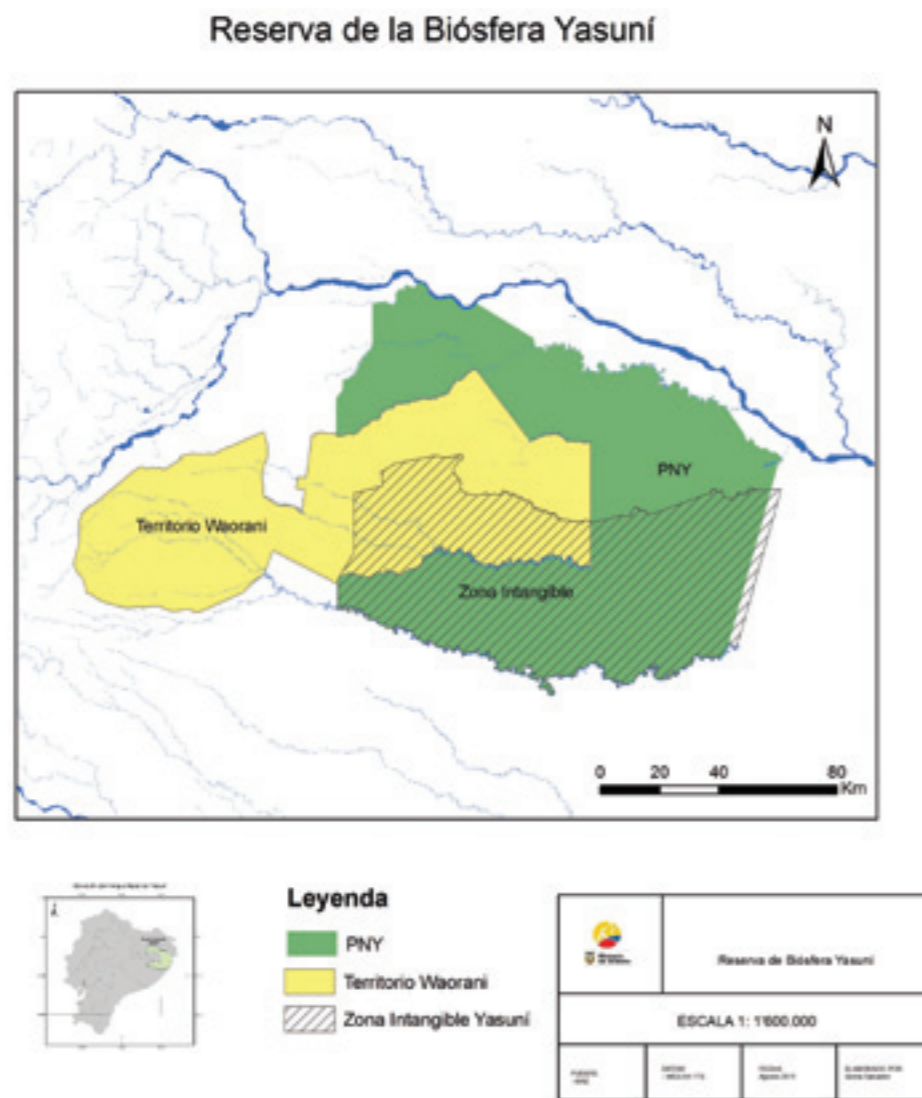 Reserva de la Biósfera Yasuní
N
PNY
Territorio Waorani
Zona Intangible
0 20 40 80
Km
Leyenda
PNY
Territorio Waorani
Zona Intangible Yasuní
Reserva de Biósfera Yasuní
ESCALA 1: 1'600.000